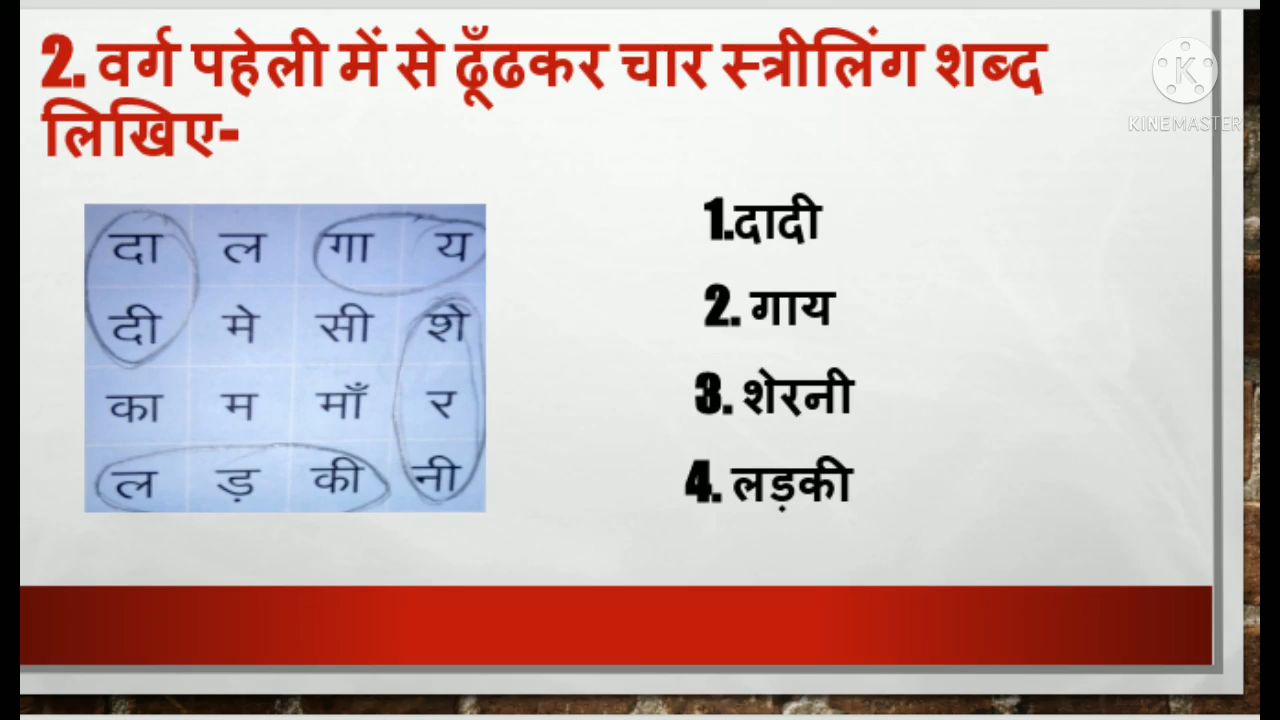 2. वर्ग पहेली में से ढूँढकर चार स्त्रीलिंग शब्द
लिखिए-
K
KINEMASTER
दा ल गा य
दी मे सी शे
का म माँ र
ल ड़ की नी
1.दादी
2. गाय
3. शेरनी
4. लड़की